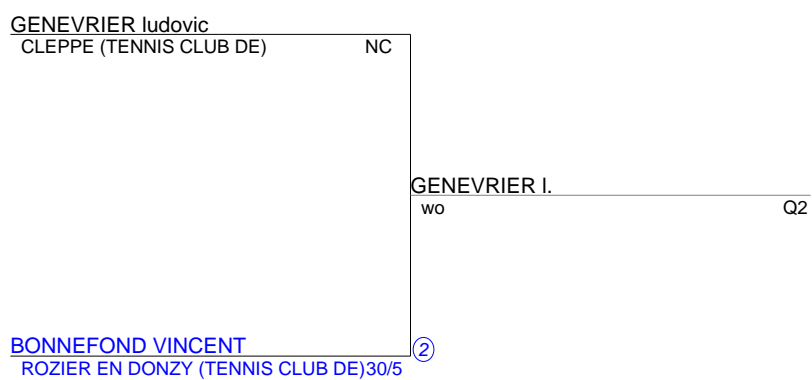 GENEVRIER ludovic
CLEPPE (TENNIS CLUB DE) NC
GENEVRIER l.
wo Q2
BONNEFOND VINCENT 2
ROZIER EN DONZY (TENNIS CLUB DE)30/5